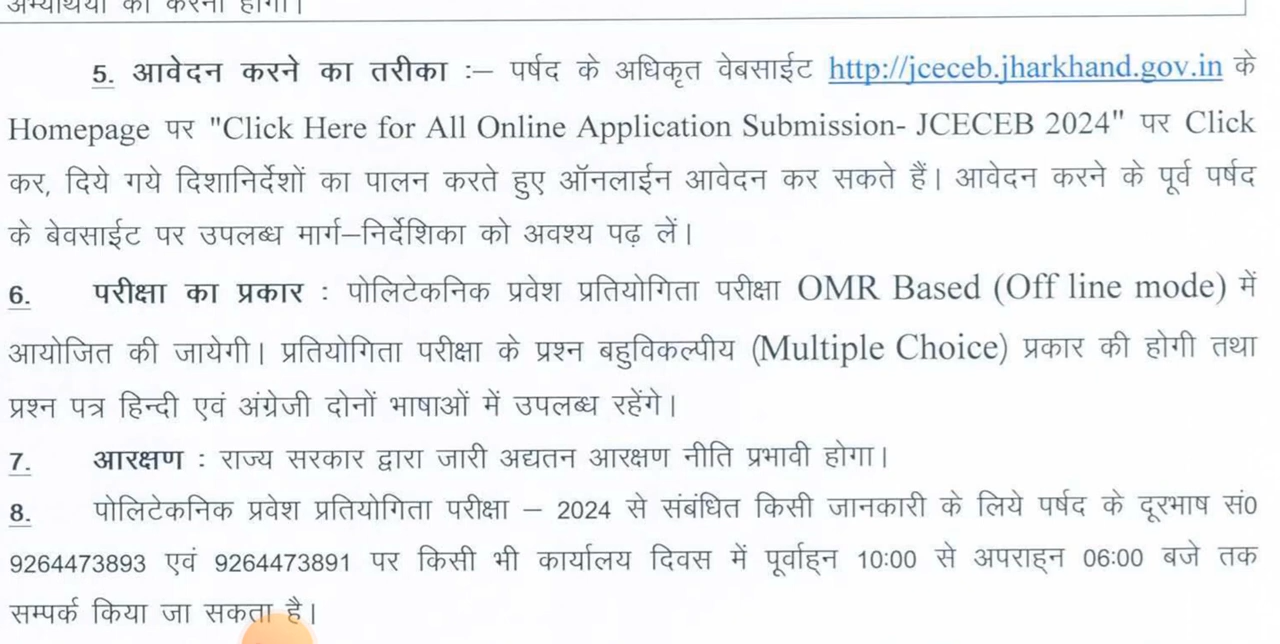 अभ्यर्थियों को करना होगा।
5. आवेदन करने का तरीका :– पर्षद के अधिकृत वेबसाईट http://jceceb.jharkhand.gov.in के
Homepage पर "Click Here for All Online Application Submission- JCECEB 2024" पर Click
कर, दिये गये दिशानिर्देशों का पालन करते हुए ऑनलाईन आवेदन कर सकते हैं। आवेदन करने के पूर्व पर्षद
के बेवसाईट पर उपलब्ध मार्ग–निर्देशिका को अवश्य पढ़ लें।
6. परीक्षा का प्रकार : पोलिटेकनिक प्रवेश प्रतियोगिता परीक्षा OMR Based (Off line mode) में
आयोजित की जायेगी। प्रतियोगिता परीक्षा के प्रश्न बहुविकल्पीय (Multiple Choice) प्रकार की होगी तथा
प्रश्न पत्र हिन्दी एवं अंग्रेजी दोनों भाषाओं में उपलब्ध रहेंगे।
7. आरक्षण : राज्य सरकार द्वारा जारी अद्यतन आरक्षण नीति प्रभावी होगा।
8. पोलिटेकनिक प्रवेश प्रतियोगिता परीक्षा – 2024 से संबंधित किसी जानकारी के लिये पर्षद के दूरभाष सं0
9264473893 एवं 9264473891 पर किसी भी कार्यालय दिवस में पूर्वाह्न 10:00 से अपराह्न 06:00 बजे तक
सम्पर्क किया जा सकता है।